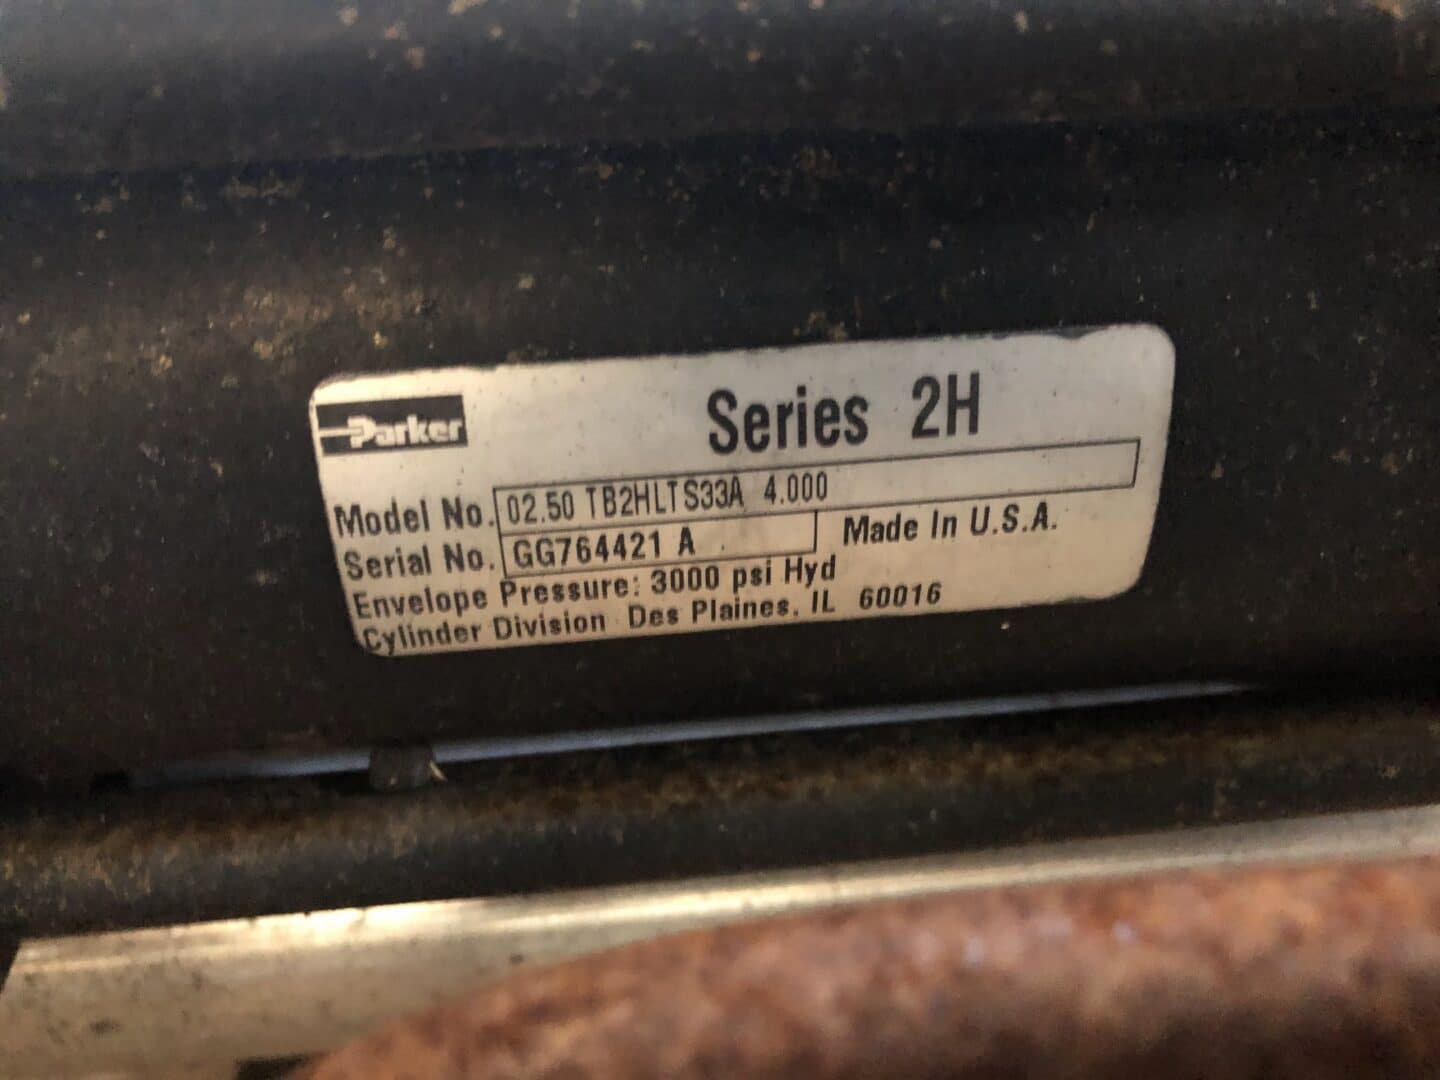 Parker
Series 2H
Model No. 02.50 TB2HLTS33A 4.000
Serial No. GG764421 A
Made In U.S.A.
Envelope Pressure: 3000 psi Hyd
Cylinder Division Des Plaines, IL 60016